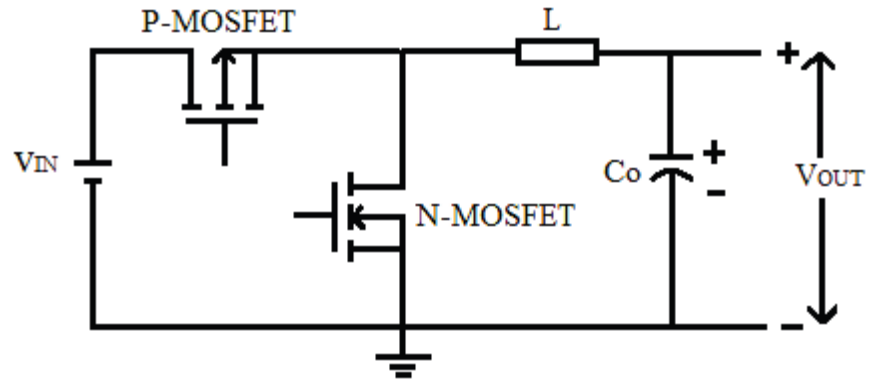 P-MOSFET
L
+
VIN
N-MOSFET
Co
+
-
VOUT
-